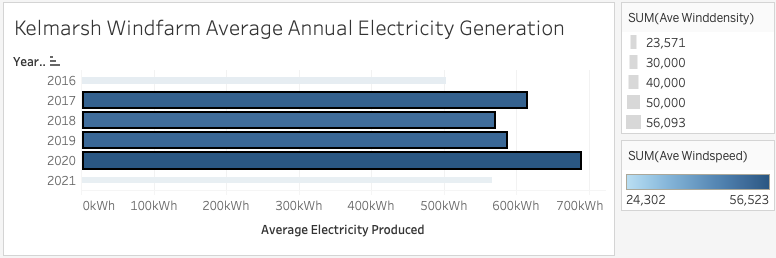 Kelmarsh Windfarm Average Annual Electricity Generation
Year..
2016
2017
2018
2019
2020
2021
0kWh 100kWh 200kWh 300kWh 400kWh 500kWh 600kWh 700kWh
Average Electricity Produced
SUM(Ave Winddensity)
23,571
30,000
40,000
50,000
56,093
SUM(Ave Windspeed)
24,302 56,523